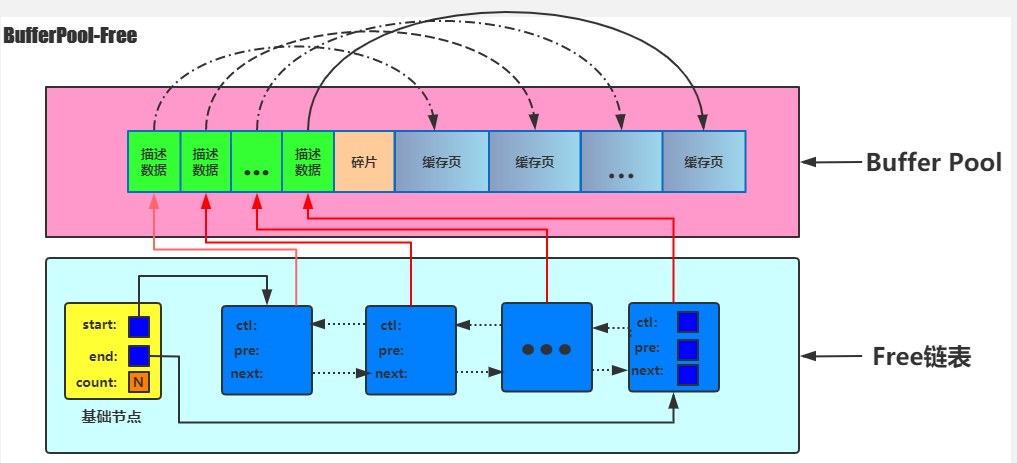 BufferPool-Free
描述
数据
描述
数据
描述
数据
碎片
缓存页
缓存页
缓存页
Buffer Pool
start:
end:
count: N
基础节点
ctl:
pre:
next:
ctl:
pre:
next:
ctl:
pre:
next:
Free链表